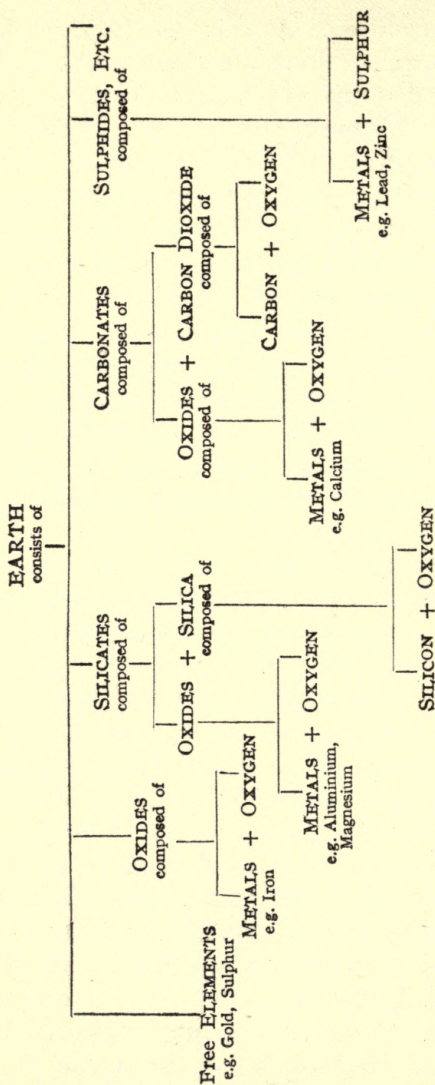 EARTH
consists of
Free ELEMENTS
e.g. Gold, Sulphur
OXIDES
composed of
METALS + OXYGEN
e.g. Iron
SILICATES
composed of
OXIDES + SILICA
composed of
METALS + OXYGEN
e.g. Aluminium,
Magnesium
SILICON + OXYGEN
CARBONATES
composed of
OXIDES + CARBON DIOXIDE
composed of composed of
METALS + OXYGEN
e.g. Calcium
CARBON + OXYGEN
SULPHIDES, ETC.
composed of
METALS + SULPHUR
e.g. Lead, Zinc